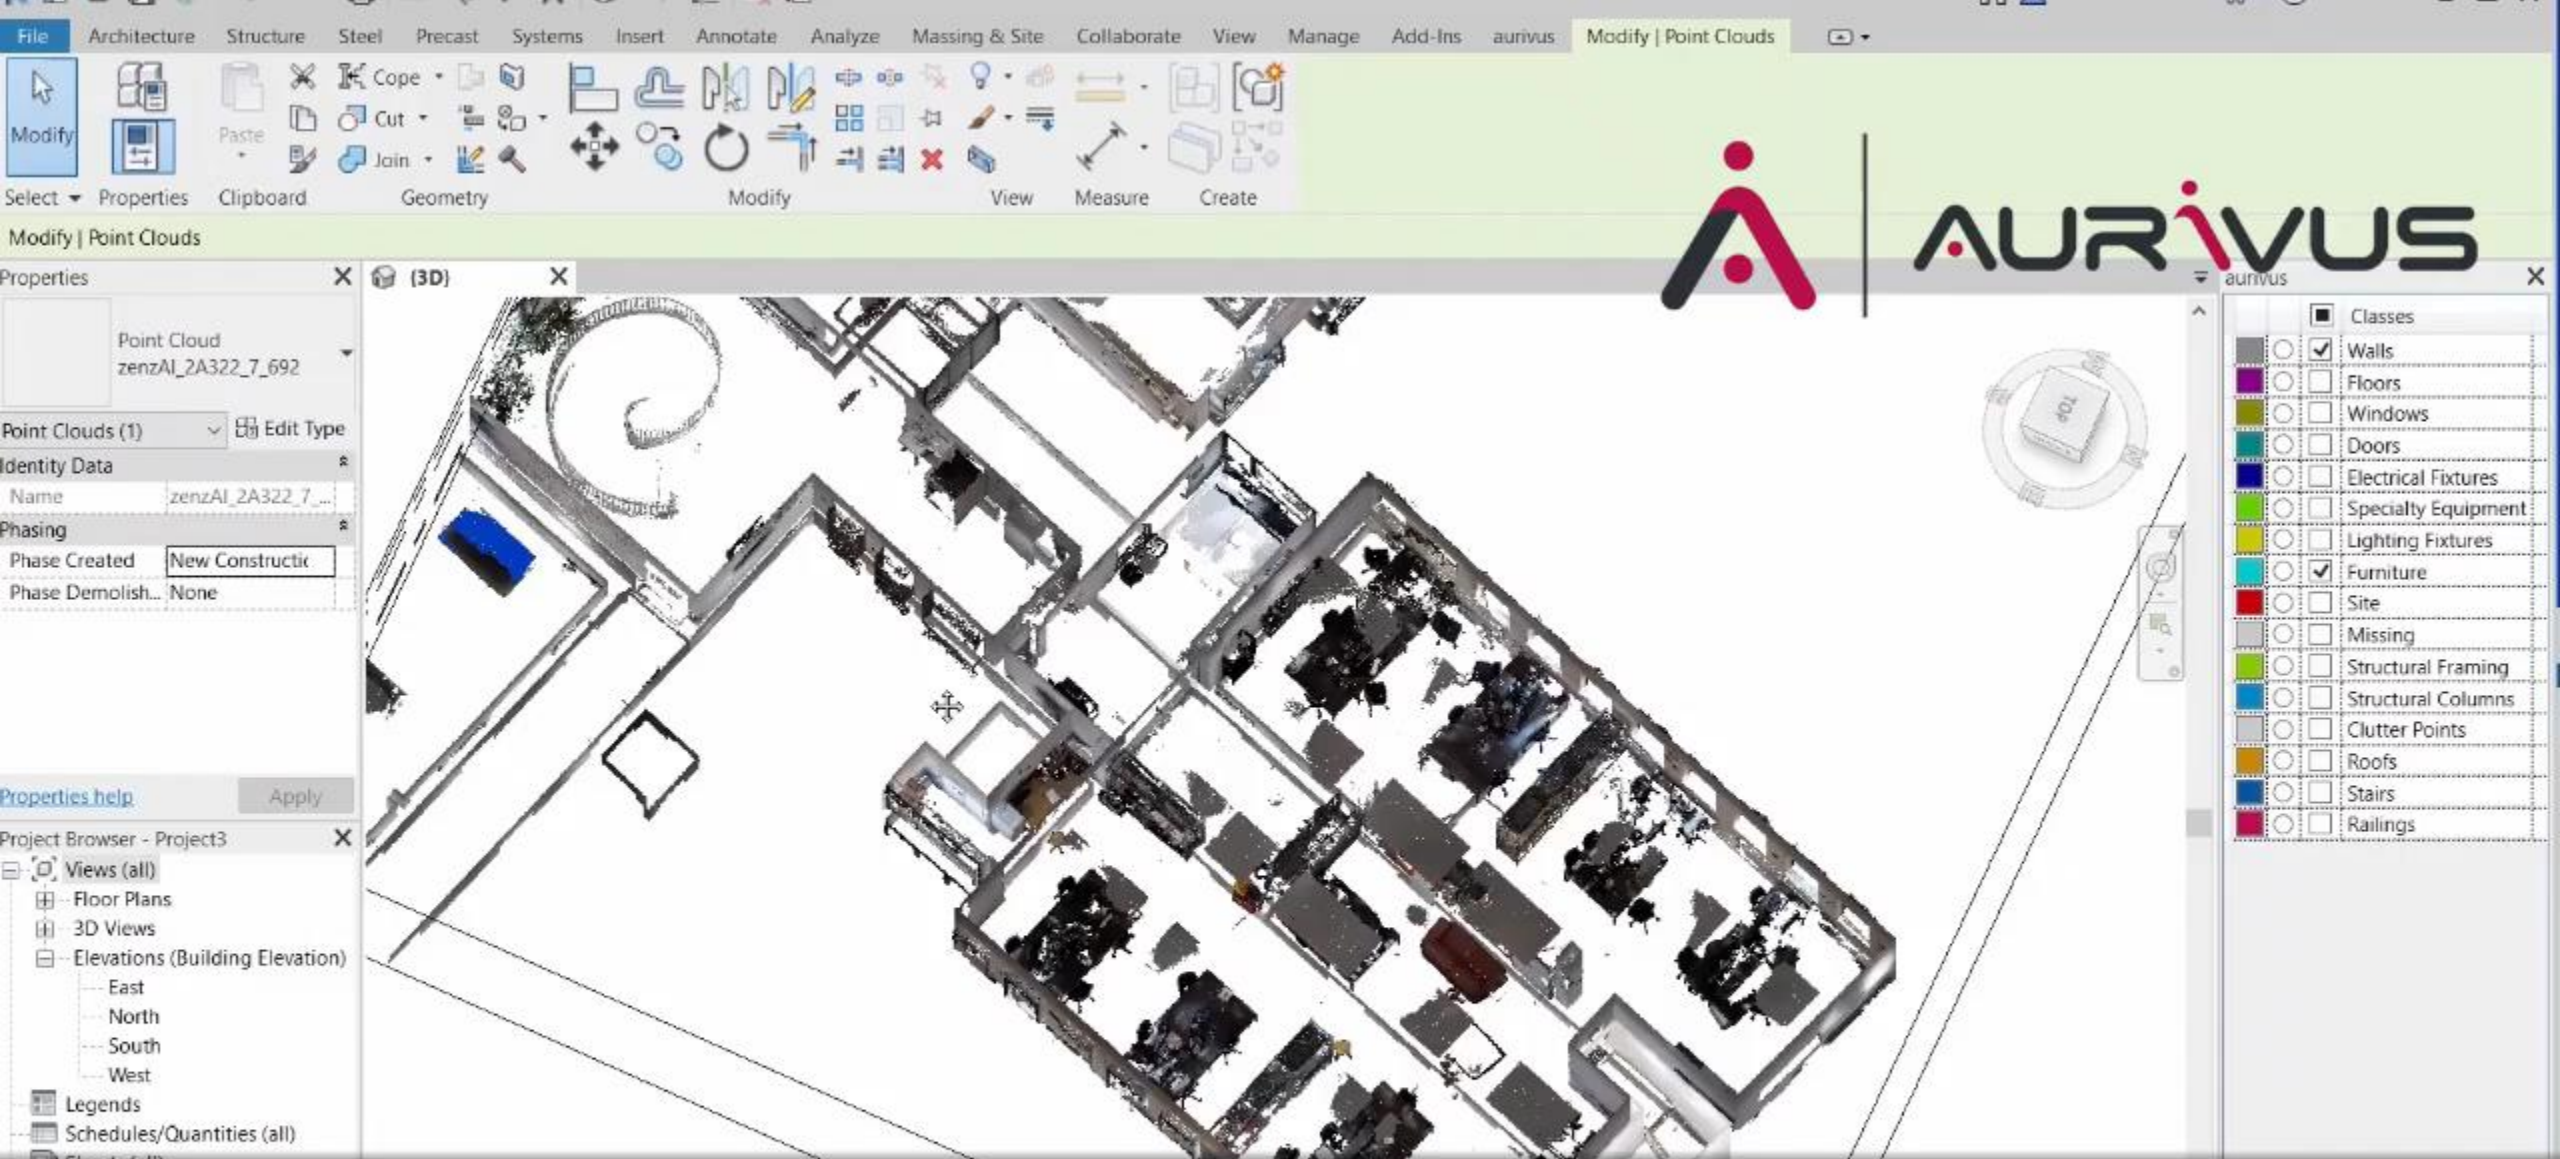 File Architecture Structure Steel Precast Systems Insert Annotate Analyze Massing & Site Collaborate View Manage Add-Ins aurivus Modify | Point Clouds
Modify
Paste
Cope
Cut
Join
Select Properties Clipboard Geometry Modify View Measure Create
AURIVUS
Modify | Point Clouds
Properties
Point Cloud
zenzAI_2A322_7_692
Point Clouds (1)
Edit Type
Identity Data
Name zenzAI_2A322_7_...
Phasing
Phase Created New Constructic
Phase Demolish... None
Properties help
Apply
Project Browser - Project3
Views (all)
Floor Plans
3D Views
Elevations (Building Elevation)
East
North
South
West
Legends
Schedules/Quantities (all)
{3D}
TOP
aurivus
Classes
Walls
Floors
Windows
Doors
Electrical Fixtures
Specialty Equipment
Lighting Fixtures
Furniture
Site
Missing
Structural Framing
Structural Columns
Clutter Points
Roofs
Stairs
Railings